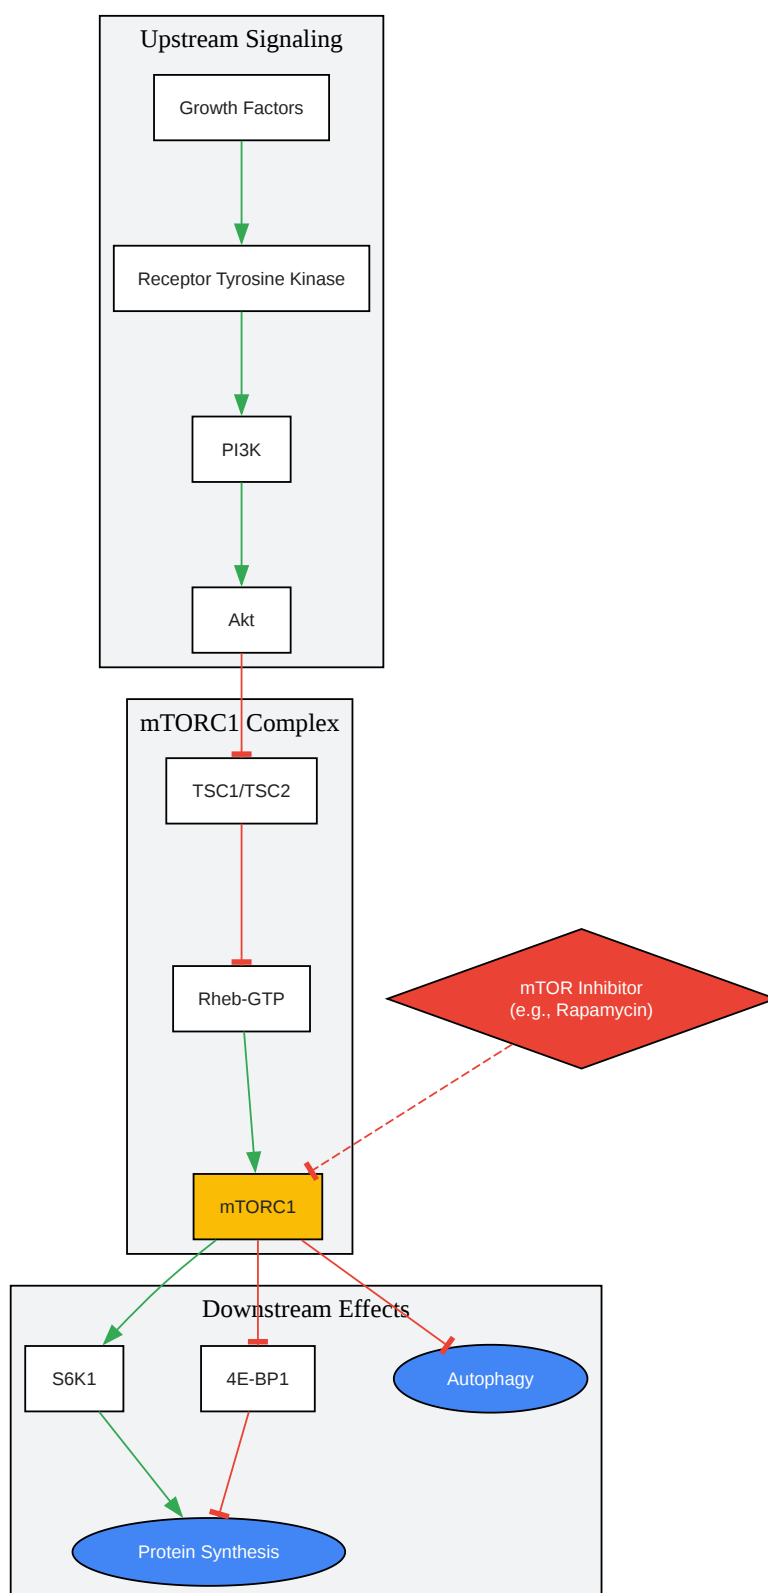 Upstream Signaling
Growth Factors
Receptor Tyrosine Kinase
PI3K
Akt
mTORC1 Complex
TSC1/TSC2
Rheb-GTP
mTOR Inhibitor
(e.g., Rapamycin)
mTORC1
Downstream Effects
S6K1
4E-BP1
Autophagy
Protein Synthesis